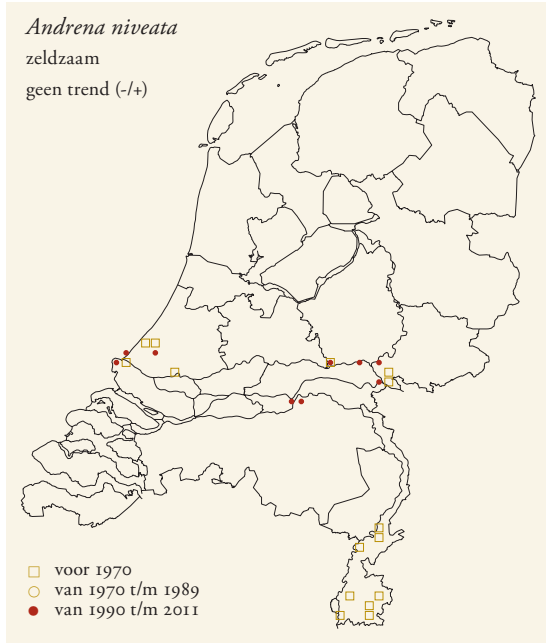 Andrena niveata
zeldzaam
geen trend (-/+)
voor 1970
van 1970 t/m 1989
van 1990 t/m 2011